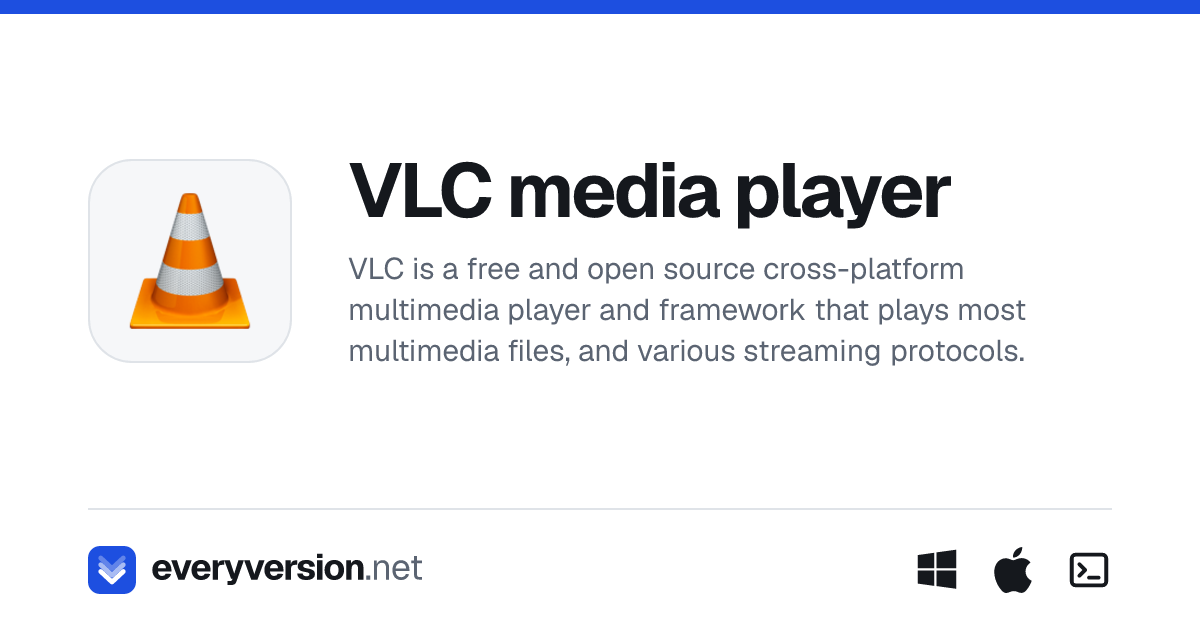 VLC media player
VLC is a free and open source cross-platform
multimedia player and framework that plays most
multimedia files, and various streaming protocols.
everyversion.net